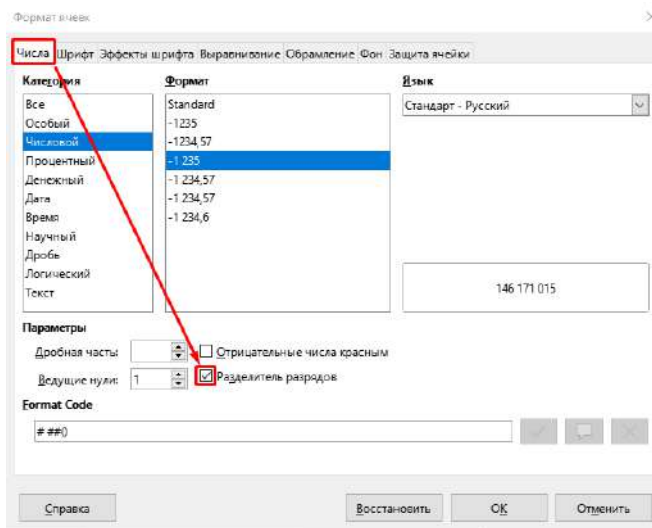 Формат ячеек
Числа Шрифт Эффекты шрифта Выравнивание Обрамление Фон Защита ячейки
Категория Формат Язык
Все Standard Стандарт - Русский
Особый -1235
Числовой -1234,57
Процентный -1 235
Денежный -1 234,57
Дата -1 234,57
Время -1 234,6
Научный
Дробь
Логический
Текст 146 171 015
Параметры
Дробная часть: Отрицательные числа красным
Ведущие нули: 1 Разделитель разрядов
Format Code
# ##0
Справка Восстановить OK Отменить